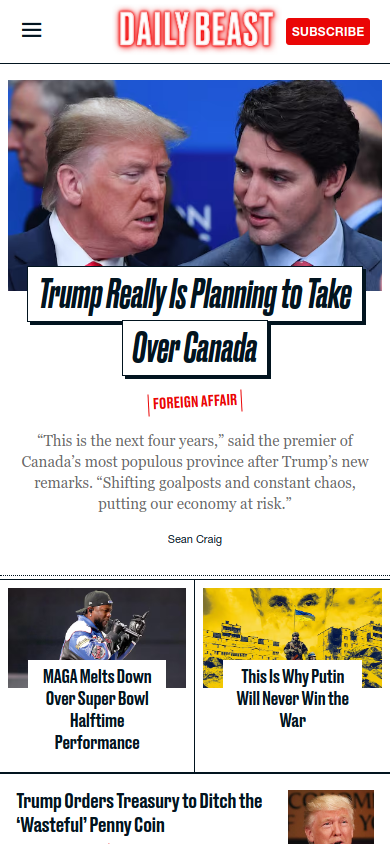 DAILY BEAST
SUBSCRIBE
Trump Really Is Planning to Take
Over Canada
FOREIGN AFFAIR
“This is the next four years,” said the premier of
Canada’s most populous province after Trump’s new
remarks. “Shifting goalposts and constant chaos,
putting our economy at risk.”
Sean Craig
MAGA Melts Down
Over Super Bowl
Halftime
Performance
This Is Why Putin
Will Never Win the
War
Trump Orders Treasury to Ditch the
‘Wasteful’ Penny Coin